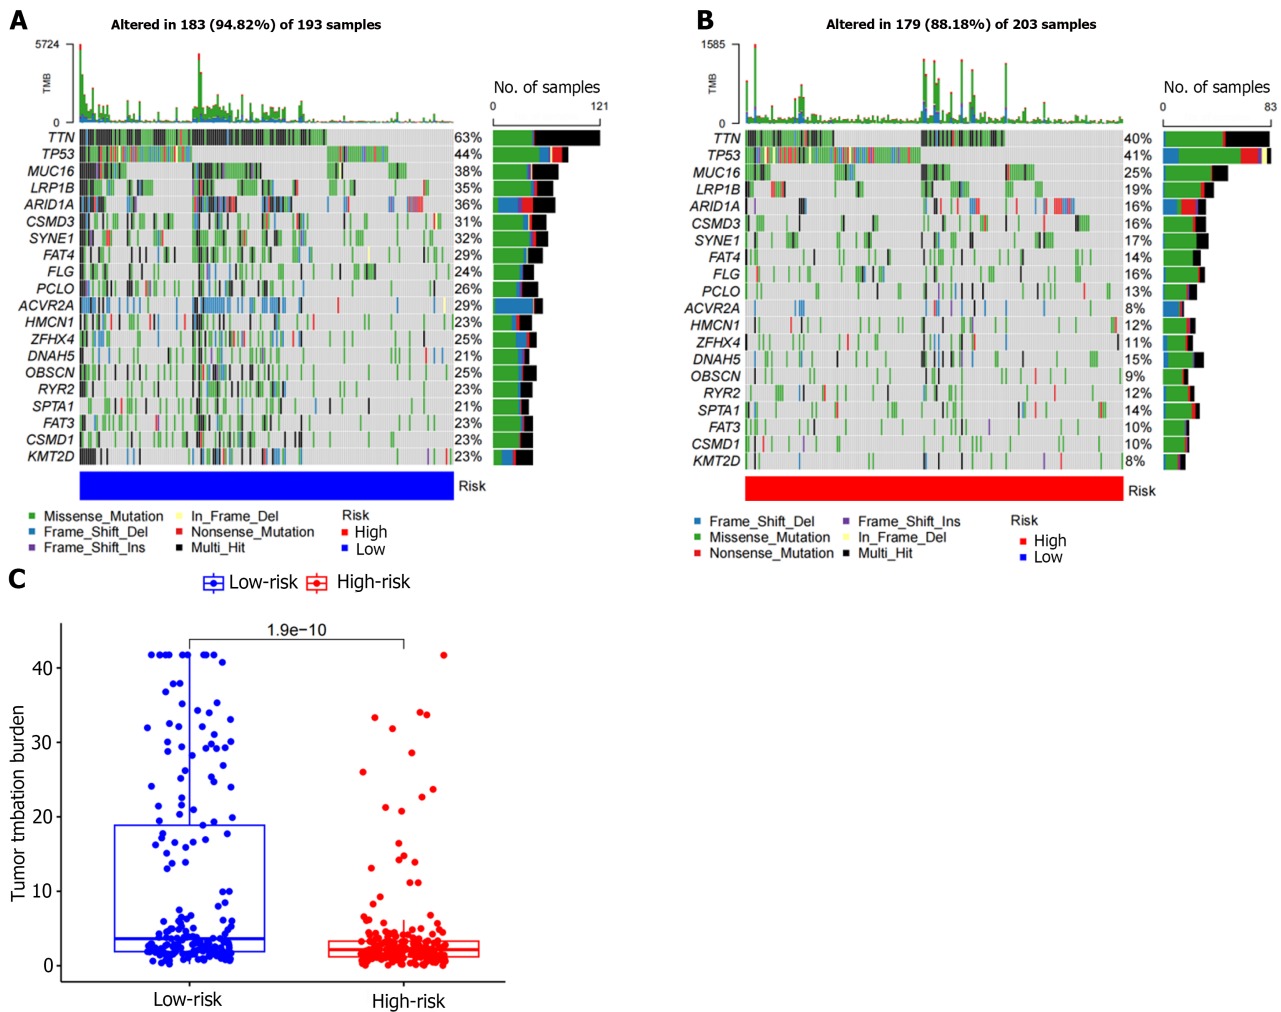 A
Altered in 183 (94.82%) of 193 samples
5724
TMB
0
No. of samples
0 121
TTN 63%
TP53 44%
MUC16 38%
LRP1B 35%
ARID1A 36%
CSMD3 31%
SYNE1 32%
FAT4 29%
FLG 24%
PCLO 26%
ACVR2A 29%
HMCN1 23%
ZFHX4 25%
DNAH5 21%
OBSCN 25%
RYR2 23%
SPTA1 21%
FAT3 23%
CSMD1 23%
KMT2D 23%
Risk
Missense_Mutation In_Frame_Del Risk
Frame_Shift_Del Nonsense_Mutation High
Frame_Shift_Ins Multi_Hit Low
B
Altered in 179 (88.18%) of 203 samples
1585
TMB
0
No. of samples
0 83
TTN 40%
TP53 41%
MUC16 25%
LRP1B 19%
ARID1A 16%
CSMD3 16%
SYNE1 17%
FAT4 14%
FLG 16%
PCLO 13%
ACVR2A 8%
HMCN1 12%
ZFHX4 11%
DNAH5 15%
OBSCN 9%
RYR2 12%
SPTA1 14%
FAT3 10%
CSMD1 10%
KMT2D 8%
Risk
Frame_Shift_Del Frame_Shift_Ins Risk
Missense_Mutation In_Frame_Del High
Nonsense_Mutation Multi_Hit Low
C
Low-risk High-risk
1.9e−10
Tumor tmbation burden
40
30
20
10
0
Low-risk High-risk